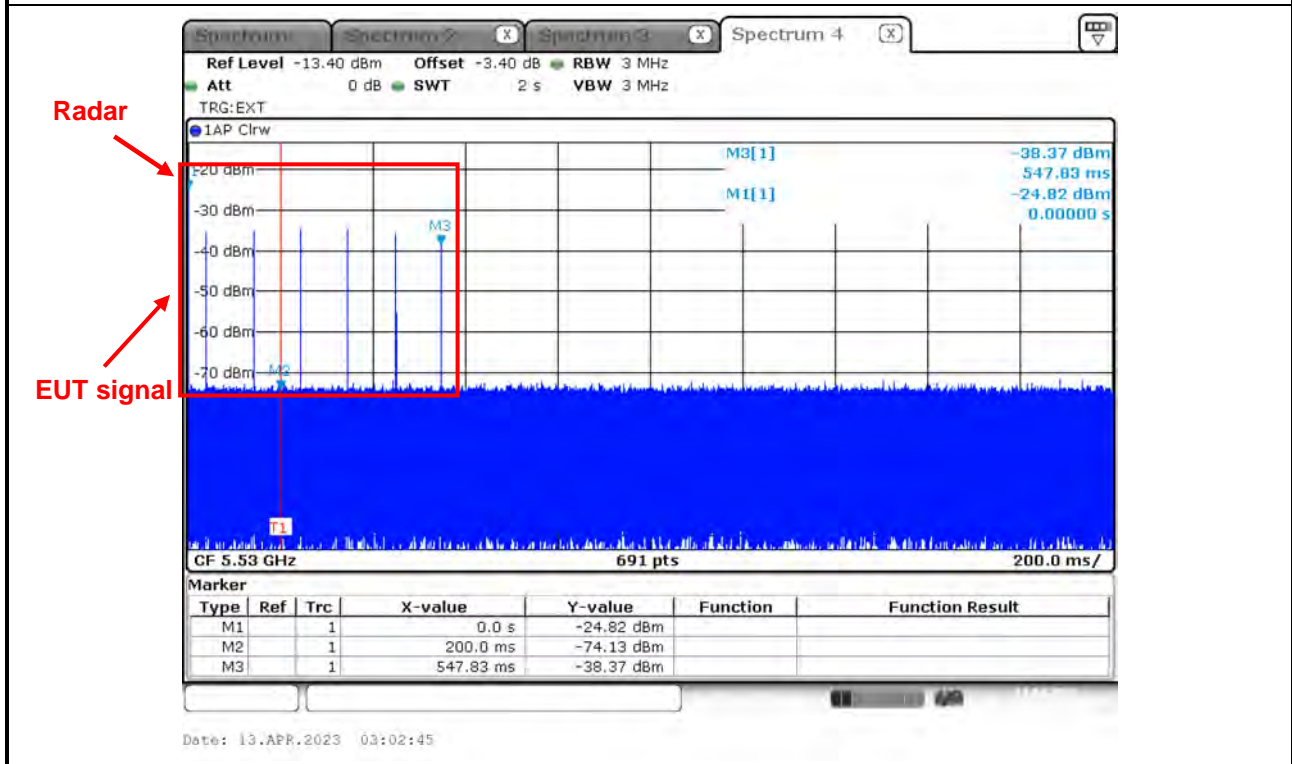 Spectrum Spectrum 2 X Spectrum 3 X Spectrum 4 X
Ref Level -13.40 dBm Offset -3.40 dB RBW 3 MHz
Att 0 dB SWT 2 s VBW 3 MHz
TRG:EXT
Radar
1AP Clrw
M3[1] -38.37 dBm
547.83 ms
M1[1] -24.82 dBm
0.00000 s
-20 dBm
-30 dBm
M3
-40 dBm
-50 dBm
-60 dBm
-70 dBm M2
EUT signal
T1
CF 5.53 GHz 691 pts 200.0 ms/
Marker
Type Ref Trc X-value Y-value Function Function Result
M1 1 0.0 s -24.82 dBm
M2 1 200.0 ms -74.13 dBm
M3 1 547.83 ms -38.37 dBm
Date: 13.APR.2023 03:02:45